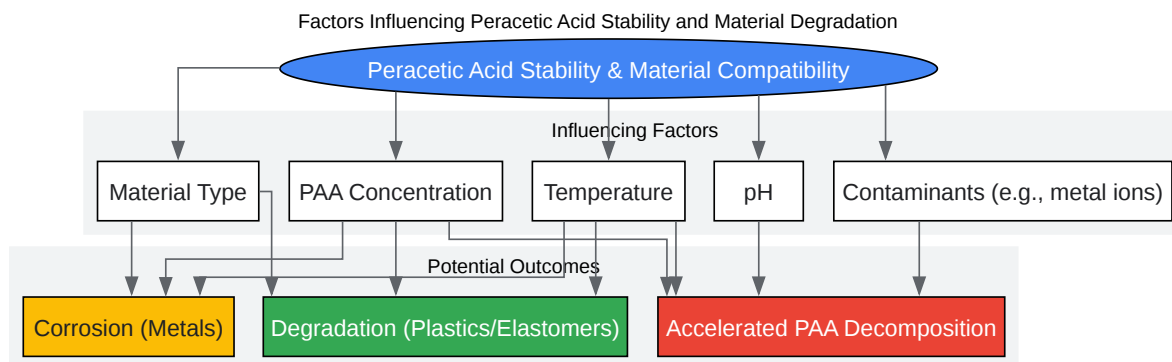 Factors Influencing Peracetic Acid Stability and Material Degradation
Peracetic Acid Stability & Material Compatibility
Influencing Factors
Material Type
PAA Concentration
Temperature
pH
Contaminants (e.g., metal ions)
Potential Outcomes
Corrosion (Metals)
Degradation (Plastics/Elastomers)
Accelerated PAA Decomposition